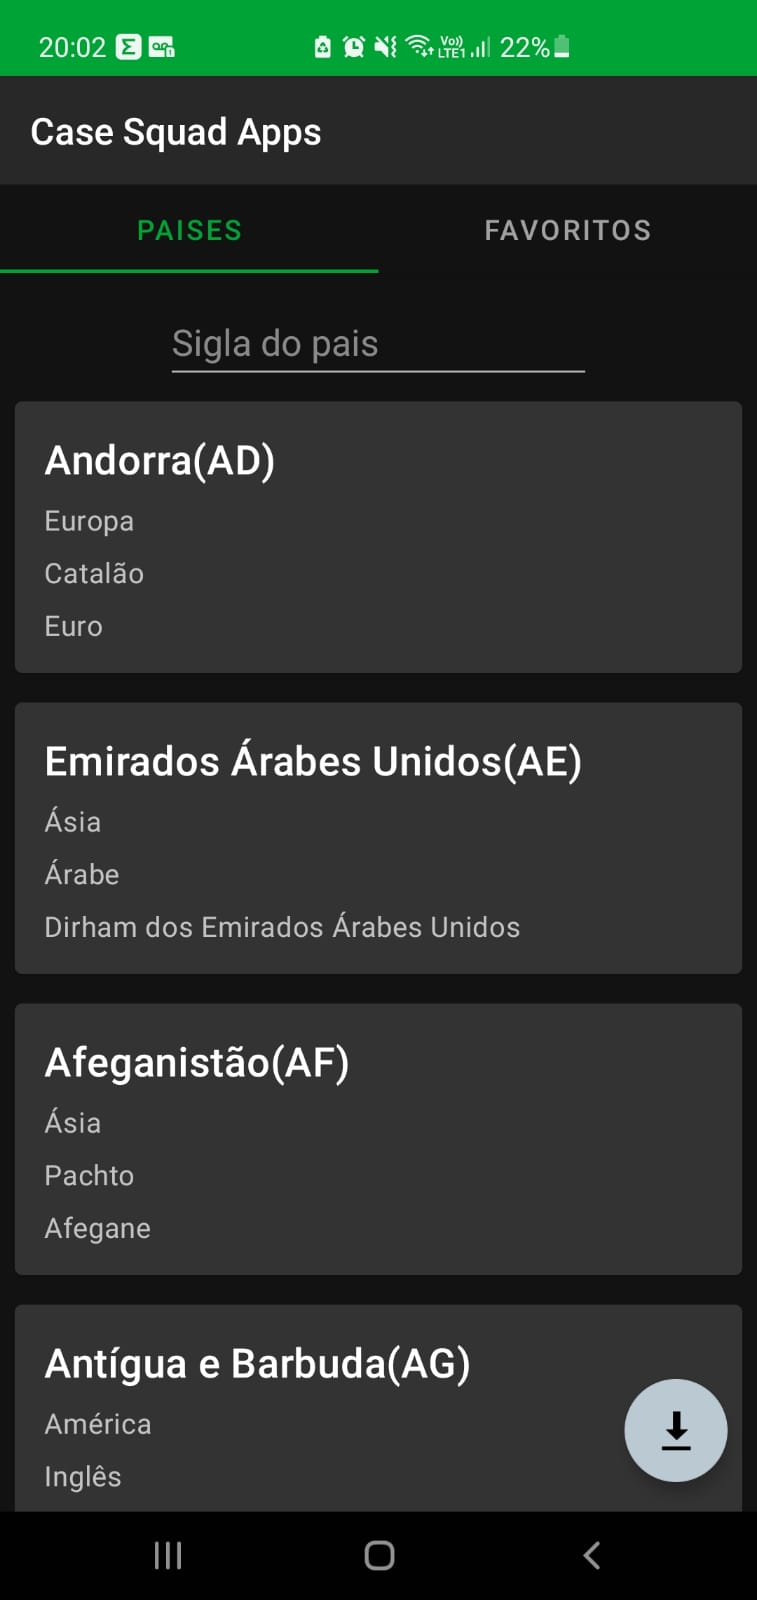 20:02
Vo))
LTE1
22%
Case Squad Apps
PAISES
FAVORITOS
Sigla do pais
Andorra(AD)
Europa
Catalão
Euro
Emirados Árabes Unidos(AE)
Ásia
Árabe
Dirham dos Emirados Árabes Unidos
Afeganistão(AF)
Ásia
Pachto
Afegane
Antígua e Barbuda(AG)
América
Inglês